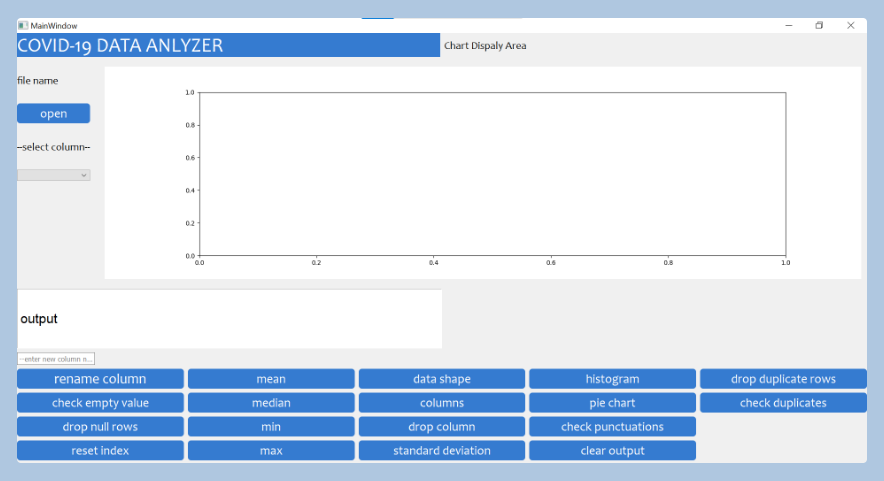 MainWindow
COVID-19 DATA ANLYZER
Chart Dispaly Area
file name
open
--select column--
1.0
0.8
0.6
0.4
0.2
0.0
0.0 0.2 0.4 0.6 0.8 1.0
output
--enter new column n...
rename column mean data shape histogram drop duplicate rows
check empty value median columns pie chart check duplicates
drop null rows min drop column check punctuations
reset index max standard deviation clear output